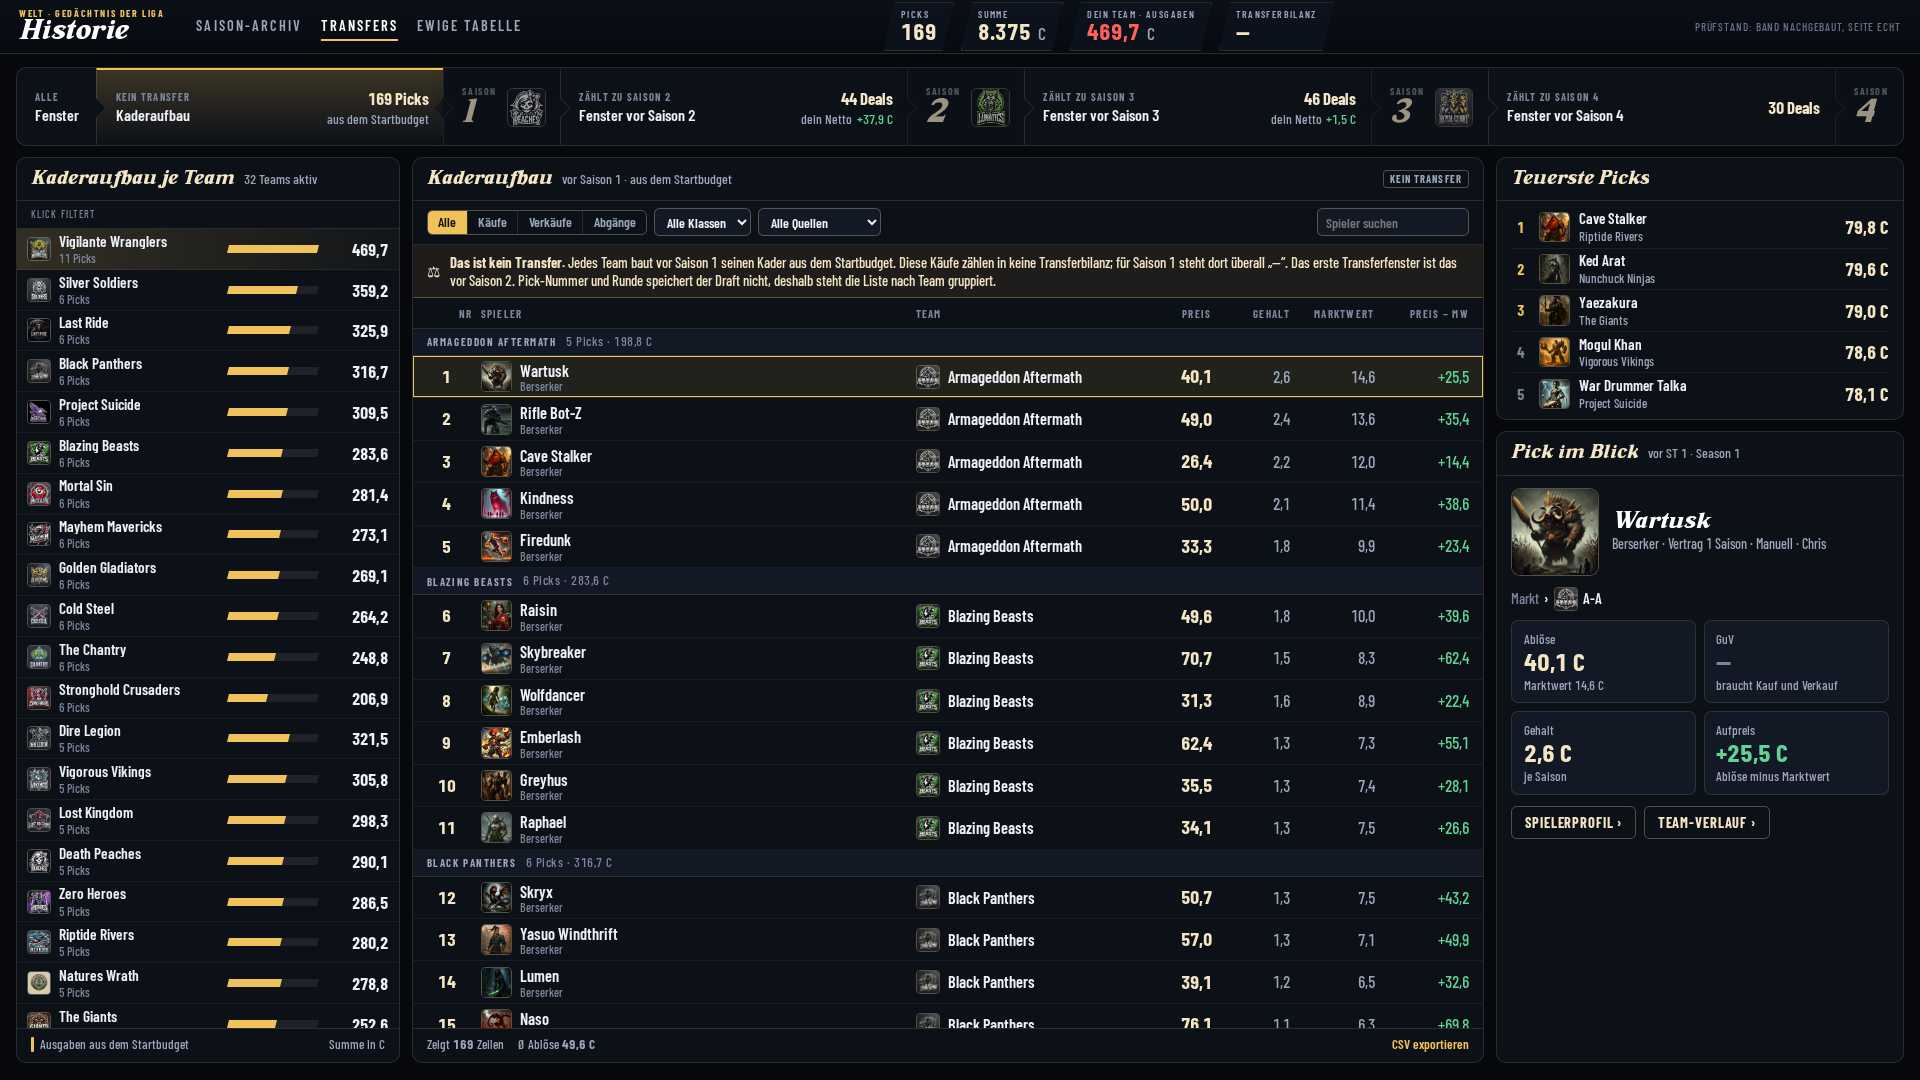 WELT · GEDÄCHTNIS DER LIGA
Historie
SAISON-ARCHIV
TRANSFERS
EWIGE TABELLE
PICKS
169
SUMME
8.375 C
DEIN TEAM · AUSGABEN
469,7 C
TRANSFERBILANZ
—
PRÜFSTAND: BAND NACHGEBAUT, SEITE ECHT
ALLE
Fenster
KEIN TRANSFER
Kaderaufbau
169 Picks
aus dem Startbudget
SAISON
1
ZÄHLT ZU SAISON 2
Fenster vor Saison 2
44 Deals
dein Netto +37,9 C
SAISON
2
ZÄHLT ZU SAISON 3
Fenster vor Saison 3
46 Deals
dein Netto +1,5 C
SAISON
3
ZÄHLT ZU SAISON 4
Fenster vor Saison 4
30 Deals
SAISON
4
Kaderaufbau je Team 32 Teams aktiv
KLICK FILTERT
Vigilante Wranglers
11 Picks
469,7
Silver Soldiers
6 Picks
359,2
Last Ride
6 Picks
325,9
Black Panthers
6 Picks
316,7
Project Suicide
6 Picks
309,5
Blazing Beasts
6 Picks
283,6
Mortal Sin
6 Picks
281,4
Mayhem Mavericks
6 Picks
273,1
Golden Gladiators
6 Picks
269,1
Cold Steel
6 Picks
264,2
The Chantry
6 Picks
248,8
Stronghold Crusaders
6 Picks
206,9
Dire Legion
5 Picks
321,5
Vigorous Vikings
5 Picks
305,8
Lost Kingdom
5 Picks
298,3
Death Peaches
5 Picks
290,1
Zero Heroes
5 Picks
286,5
Riptide Rivers
5 Picks
280,2
Natures Wrath
5 Picks
278,8
The Giants
252,6
Ausgaben aus dem Startbudget
Summe in C
Kaderaufbau vor Saison 1 · aus dem Startbudget
KEIN TRANSFER
Alle Käufe Verkäufe Abgänge
Alle Klassen
Alle Quellen
Spieler suchen
Das ist kein Transfer. Jedes Team baut vor Saison 1 seinen Kader aus dem Startbudget. Diese Käufe zählen in keine Transferbilanz; für Saison 1 steht dort überall „—“. Das erste Transferfenster ist das
vor Saison 2. Pick-Nummer und Runde speichert der Draft nicht, deshalb steht die Liste nach Team gruppiert.
NR SPIELER TEAM PREIS GEHALT MARKTWERT PREIS – MW
ARMAGEDDON AFTERMATH 5 Picks · 198,8 C
1 Wartusk Armageddon Aftermath 40,1 2,6 14,6 +25,5
Berserker
2 Rifle Bot-Z Armageddon Aftermath 49,0 2,4 13,6 +35,4
Berserker
3 Cave Stalker Armageddon Aftermath 26,4 2,2 12,0 +14,4
Berserker
4 Kindness Armageddon Aftermath 50,0 2,1 11,4 +38,6
Berserker
5 Firedunk Armageddon Aftermath 33,3 1,8 9,9 +23,4
Berserker
BLAZING BEASTS 6 Picks · 283,6 C
6 Raisin Blazing Beasts 49,6 1,8 10,0 +39,6
Berserker
7 Skybreaker Blazing Beasts 70,7 1,5 8,3 +62,4
Berserker
8 Wolfdancer Blazing Beasts 31,3 1,6 8,9 +22,4
Berserker
9 Emberlash Blazing Beasts 62,4 1,3 7,3 +55,1
Berserker
10 Greyhus Blazing Beasts 35,5 1,3 7,4 +28,1
Berserker
11 Raphael Blazing Beasts 34,1 1,3 7,5 +26,6
Berserker
BLACK PANTHERS 6 Picks · 316,7 C
12 Skryx Black Panthers 50,7 1,3 7,5 +43,2
Berserker
13 Yasuo Windthrift Black Panthers 57,0 1,3 7,1 +49,9
Berserker
14 Lumen Black Panthers 39,1 1,2 6,5 +32,6
Berserker
15 Naso Black Panthers 76,1 1,1 6,3 +69,8
Zeigt 169 Zeilen Ø Ablöse 49,6 C
CSV exportieren
Teuerste Picks
1 Cave Stalker 79,8 C
Riptide Rivers
2 Ked Arat 79,6 C
Nunchuck Ninjas
3 Yaezakura 79,0 C
The Giants
4 Mogul Khan 78,6 C
Vigorous Vikings
5 War Drummer Talka 78,1 C
Project Suicide
Pick im Blick vor ST 1 · Season 1
Wartusk
Berserker · Vertrag 1 Saison · Manuell · Chris
Markt › A-A
Ablöse
40,1 C
Marktwert 14,6 C
GuV
—
braucht Kauf und Verkauf
Gehalt
2,6 C
je Saison
Aufpreis
+25,5 C
Ablöse minus Marktwert
SPIELERPROFIL ›
TEAM-VERLAUF ›